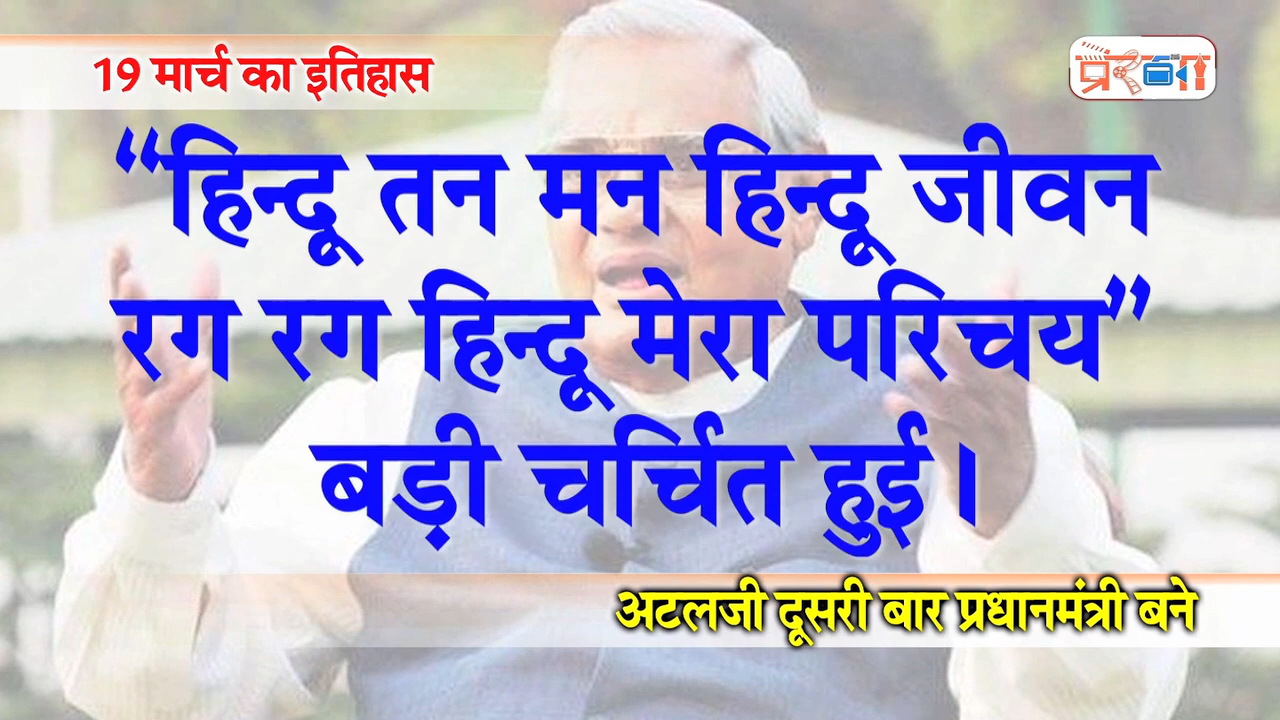 19 मार्च का इतिहास
“हिन्दू तन मन हिन्दू जीवन
रग रग हिन्दू मेरा परिचय”
बड़ी चर्चित हुई।
अटलजी दूसरी बार प्रधानमंत्री बने